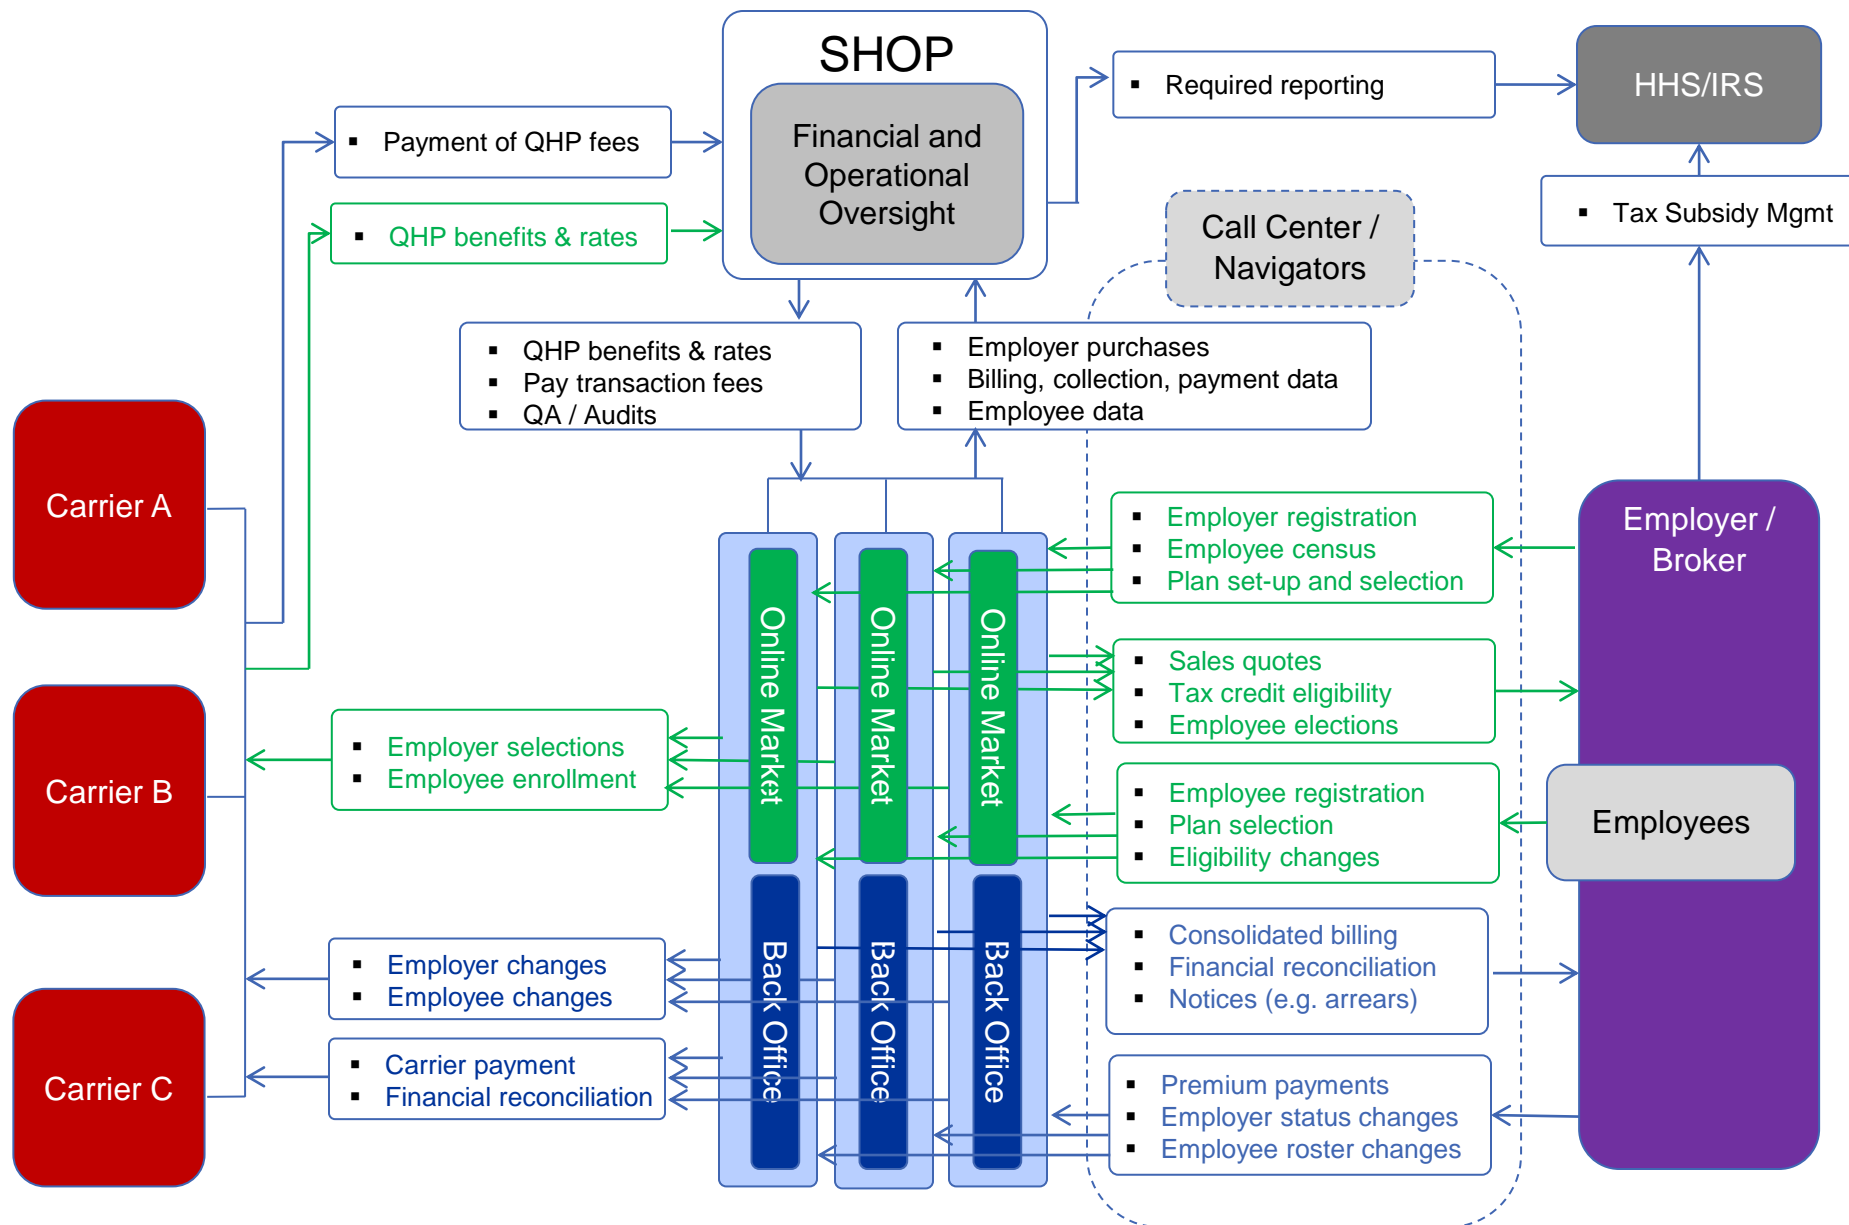 SHOP
Financial and
Operational
Oversight
▪ Required reporting
HHS/IRS
▪ Payment of QHP fees
▪ QHP benefits & rates
Call Center /
Navigators
▪ Tax Subsidy Mgmt
▪ QHP benefits & rates
▪ Pay transaction fees
▪ QA / Audits
▪ Employer purchases
▪ Billing, collection, payment data
▪ Employee data
Carrier A
Carrier B
Carrier C
Employer /
Broker
Employees
▪ Employer registration
▪ Employee census
▪ Plan set-up and selection
▪ Sales quotes
▪ Tax credit eligibility
▪ Employee elections
▪ Employer selections
▪ Employee enrollment
▪ Employee registration
▪ Plan selection
▪ Eligibility changes
Online Market
Online Market
Online Market
Back Office
Back Office
Back Office
▪ Employer changes
▪ Employee changes
▪ Consolidated billing
▪ Financial reconciliation
▪ Notices (e.g. arrears)
▪ Carrier payment
▪ Financial reconciliation
▪ Premium payments
▪ Employer status changes
▪ Employee roster changes